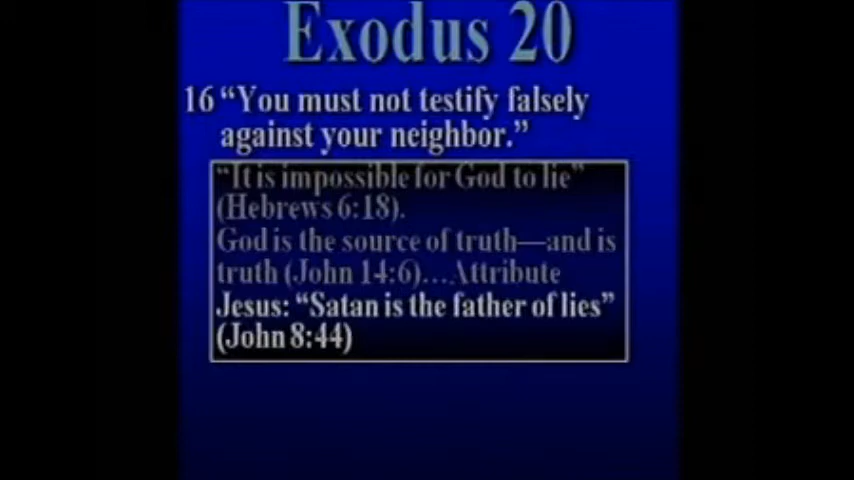 Exodus 20
16 “You must not testify falsely
against your neighbor.”
“It is impossible for God to lie”
(Hebrews 6:18).
God is the source of truth—and is
truth (John 14:6)...Attribute
Jesus: “Satan is the father of lies”
(John 8:44)